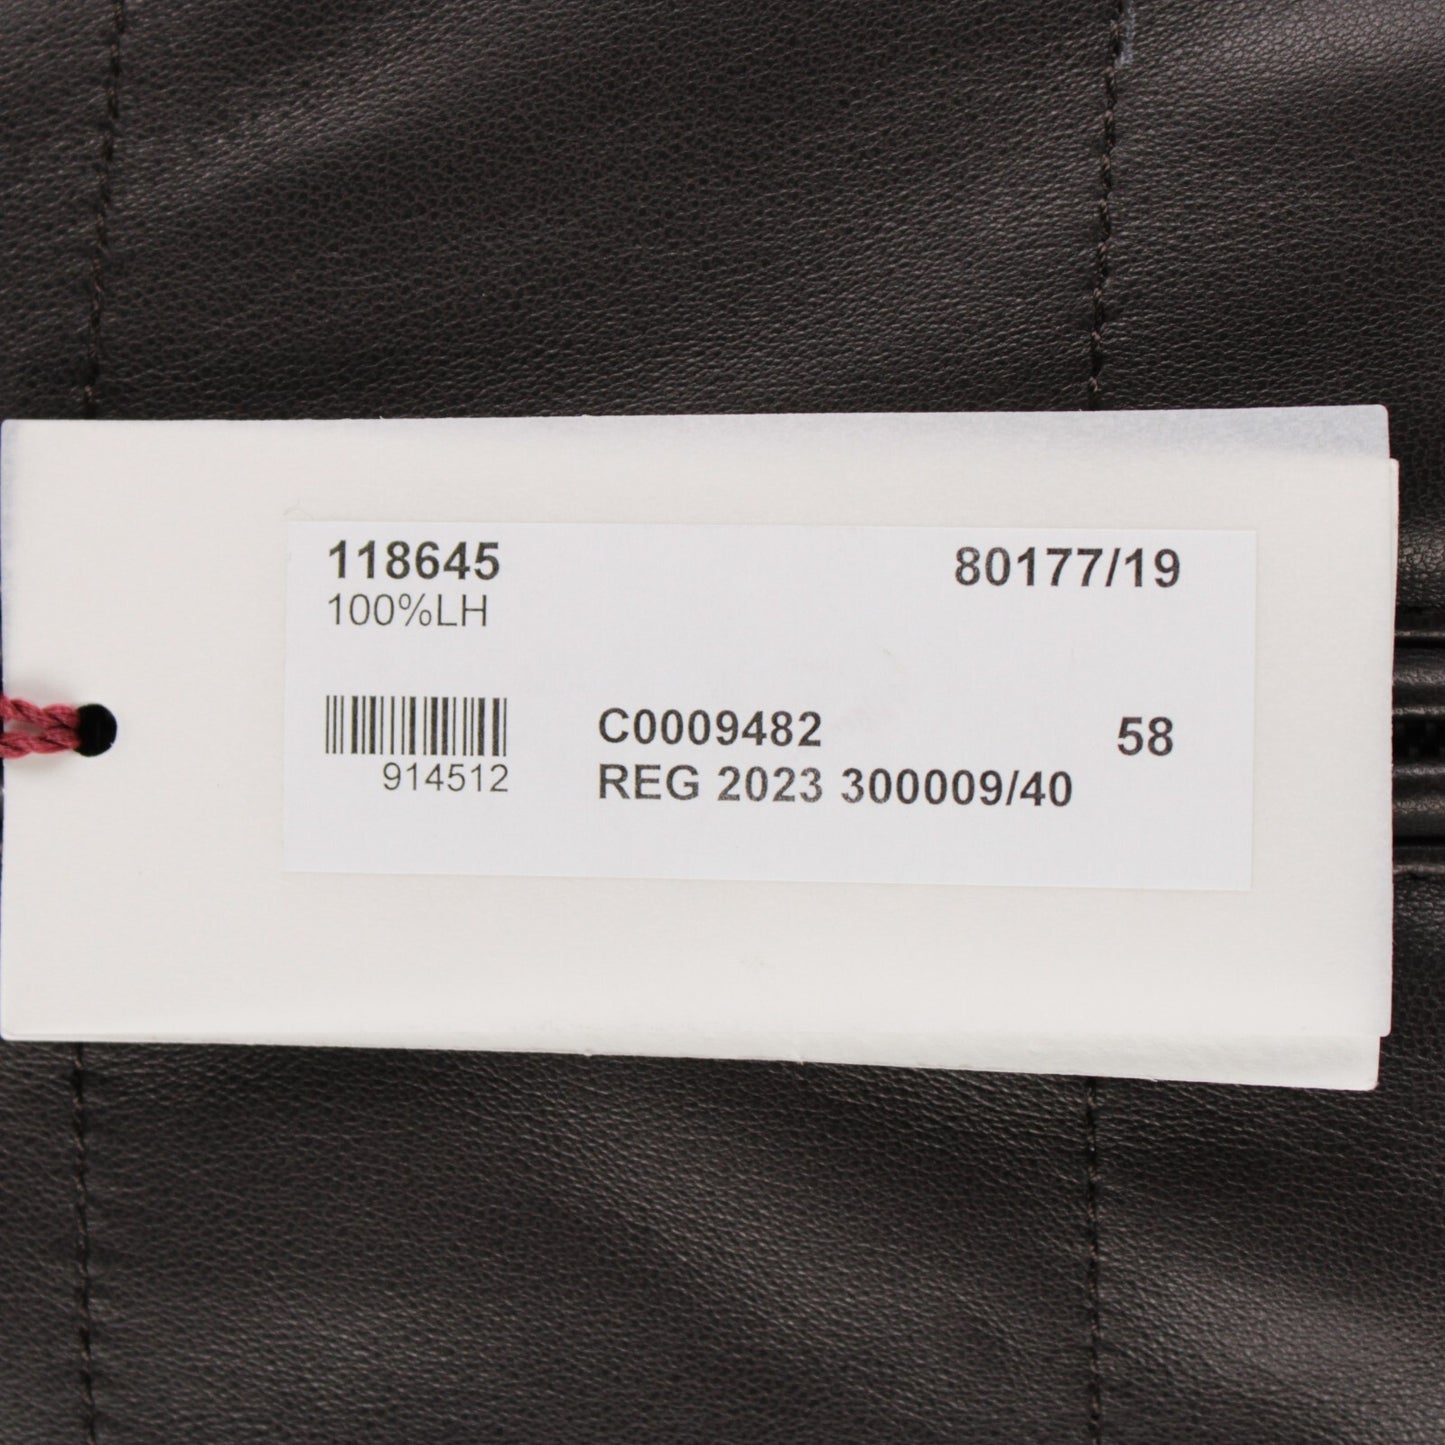 118645 80177/19
100%LH
C0009482 58
914512 REG 2023 300009/40